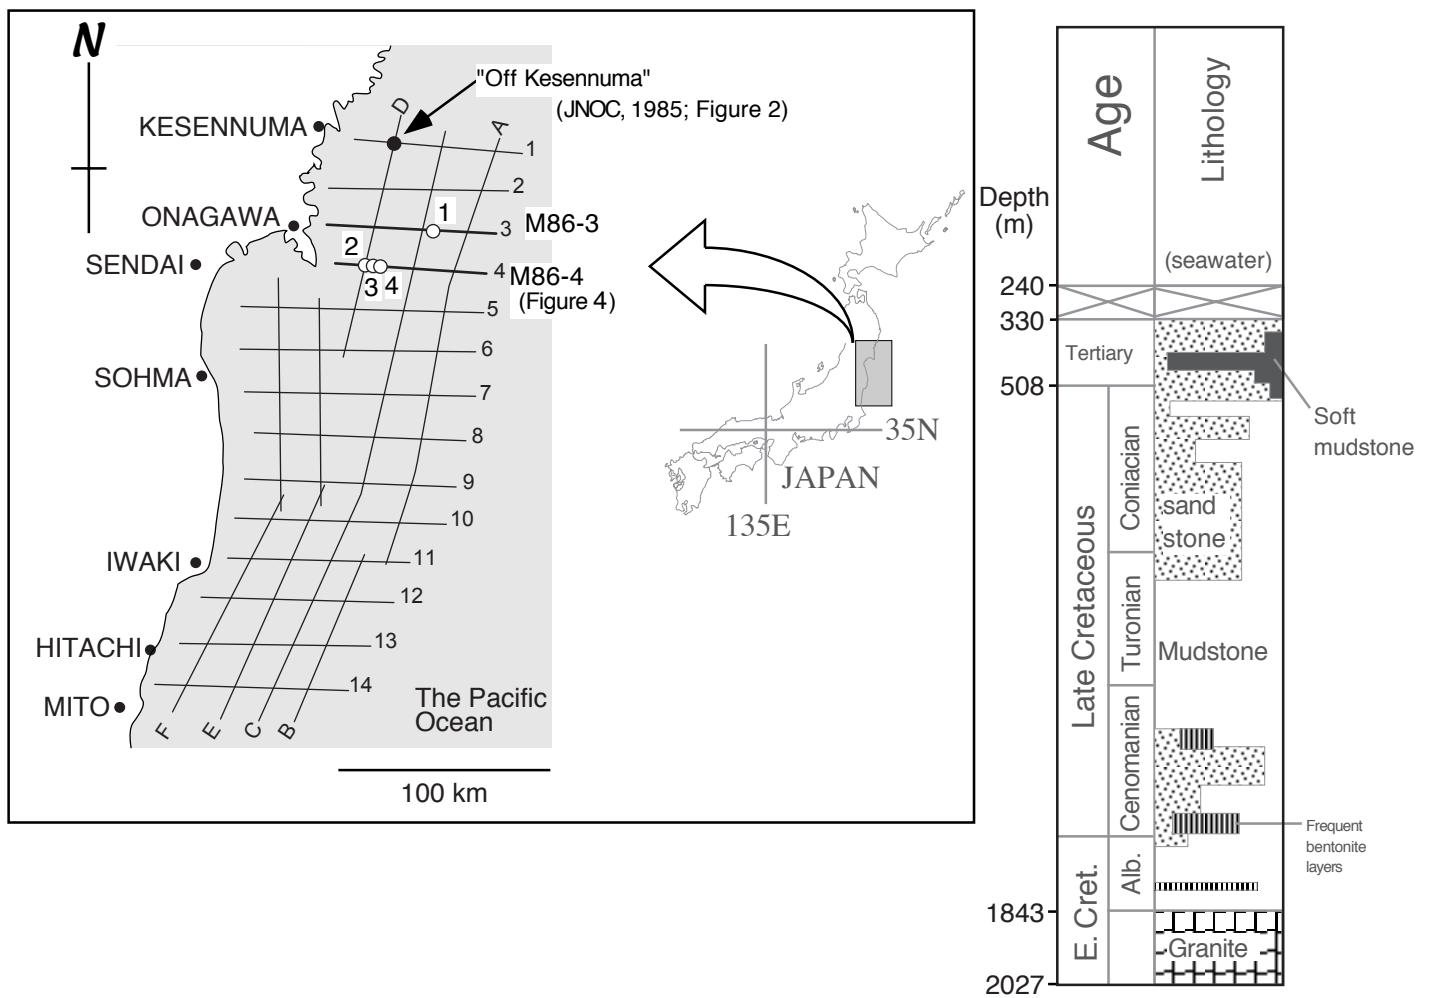 N
"Off Kesennuma"
(JNOC, 1985; Figure 2)
KESENNUMA
D
A
1
2
ONAGAWA
1
3
M86-3
SENDAI
2
3
4
4
M86-4
(Figure 4)
5
6
SOHMA
7
8
9
10
IWAKI
11
12
HITACHI
13
14
MITO
F
E
C
B
The Pacific
Ocean
100 km
35N
JAPAN
135E
Age
Lithology
Depth
(m)
(seawater)
240
330
Tertiary
508
Soft
mudstone
Late Cretaceous
Coniacian
sand
stone
Turonian
Mudstone
Cenomanian
Frequent
bentonite
layers
E. Cret.
Alb.
1843
Granite
2027